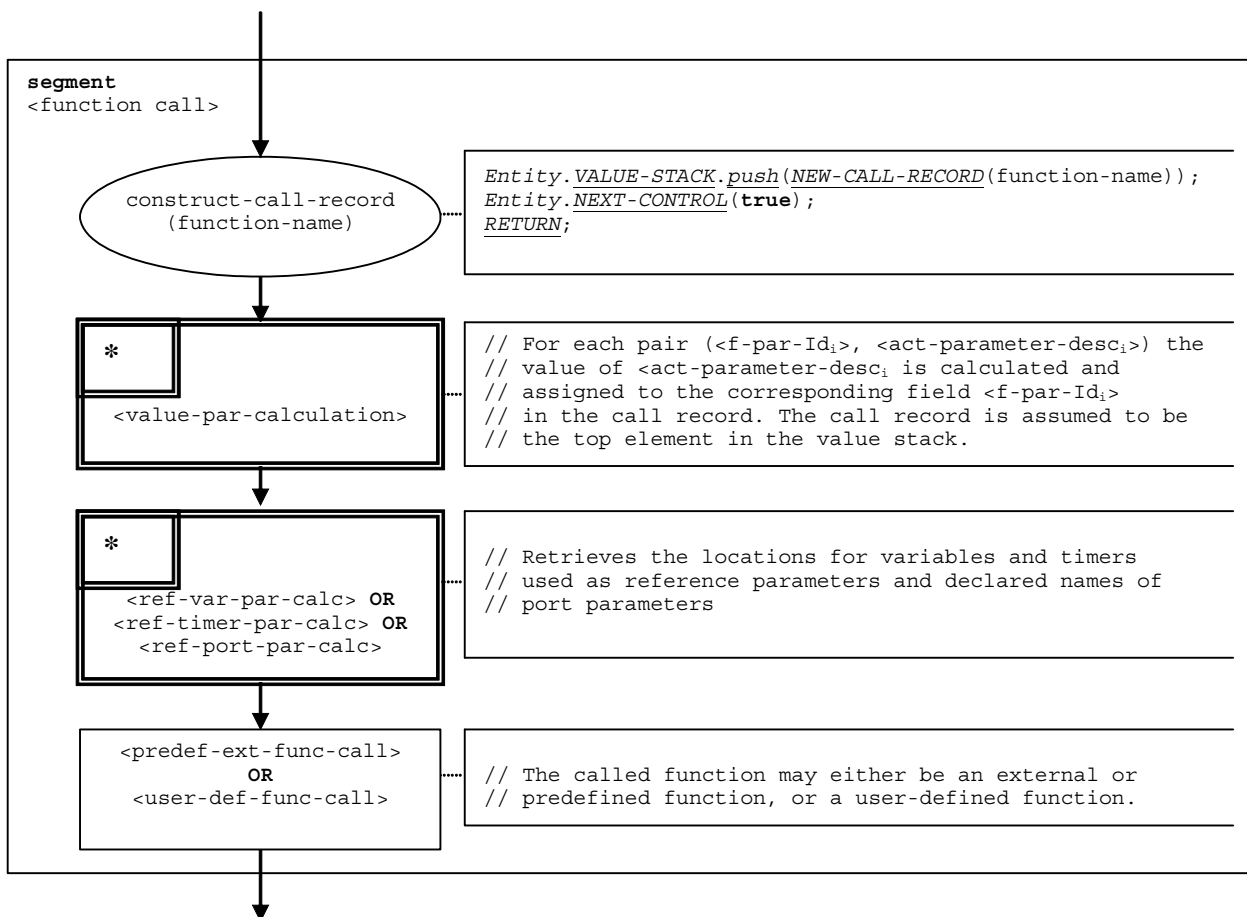 segment
<function call>
construct-call-record
(function-name)
Entity.VALUE-STACK.push(NEW-CALL-RECORD(function-name));
Entity.NEXT-CONTROL(true);
RETURN;
*
<value-par-calculation>
// For each pair (<f-par-Idi>, <act-parameter-desci>) the
// value of <act-parameter-desci is calculated and
// assigned to the corresponding field <f-par-Idi>
// in the call record. The call record is assumed to be
// the top element in the value stack.
*
<ref-var-par-calc> OR
<ref-timer-par-calc> OR
<ref-port-par-calc>
// Retrieves the locations for variables and timers
// used as reference parameters and declared names of
// port parameters
<predef-ext-func-call>
OR
<user-def-func-call>
// The called function may either be an external or
// predefined function, or a user-defined function.